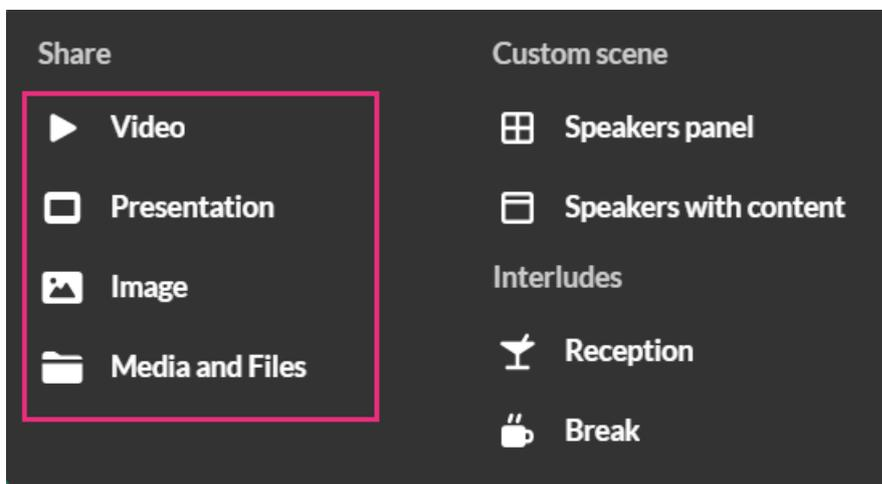 Share
Video
Presentation
Image
Media and Files
Custom scene
Speakers panel
Speakers with content
Interludes
Reception
Break